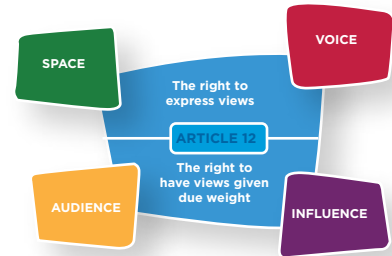 SPACE
VOICE
The right to
express views
ARTICLE 12
The right to
have views given
due weight
AUDIENCE
INFLUENCE